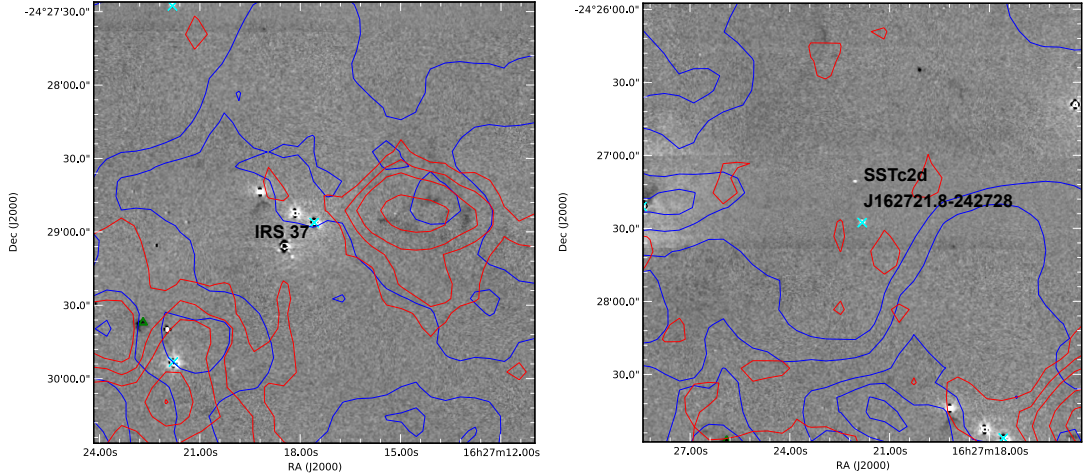 -24°27'30.0"
28'00.0"
30.0"
29'00.0"
30.0"
30'00.0"
Dec (J2000)
IRS 37
24.00s
21.00s
18.00s
15.00s
16h27m12.00s
RA (J2000)
-24°26'00.0"
30.0"
27'00.0"
30.0"
28'00.0"
30.0"
Dec (J2000)
SSTc2d
J162721.8-242728
27.00s
24.00s
21.00s
16h27m18.00s
RA (J2000)